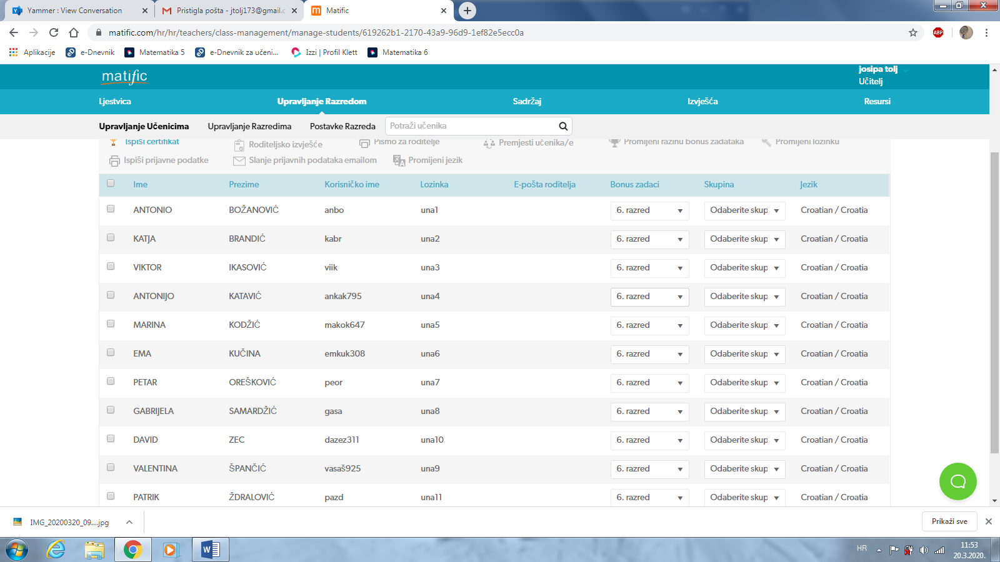 Yammer : View Conversation
Pristigla pošta - jtolj173@gmail.c
Matific
matific.com/hr/hr/teachers/class-management/manage-students/619262b1-2170-43a9-96d9-1ef82e5ecc0a
ABP
Aplikacije e-Dnevnik Matematika 5 e-Dnevnik za učeni... Izzi | Profil Klett Matematika 6
matific
josipa tolj
Učitelj
Ljestvica Upravljanje Razredom Sadržaj Izvješća Resursi
Upravljanje Učenicima Upravljanje Razredima Postavke Razreda Potraži učenika
Ispiši certifikat Roditeljsko izvješće Pismo za roditelje Premjesti učenika/e Promijeni razinu bonus zadataka Promijeni lozinku
Ispiši prijavne podatke Slanje prijavnih podataka emailom Promijeni jezik
Ime Prezime Korisničko ime Lozinka E-pošta roditelja Bonus zadaci Skupina Jezik
ANTONIO BOŽANOVIĆ anbo una1 6. razred Odaberite skup Croatian / Croatia
KATJA BRANDIĆ kabr una2 6. razred Odaberite skup Croatian / Croatia
VIKTOR IKASOVIĆ viik una3 6. razred Odaberite skup Croatian / Croatia
ANTONIJO KATAVIĆ ankak795 una4 6. razred Odaberite skup Croatian / Croatia
MARINA KODŽIĆ makok647 una5 6. razred Odaberite skup Croatian / Croatia
EMA KUČINA emkuk308 una6 6. razred Odaberite skup Croatian / Croatia
PETAR OREŠKOVIĆ peor una7 6. razred Odaberite skup Croatian / Croatia
GABRIJELA SAMARDŽIĆ gasa una8 6. razred Odaberite skup Croatian / Croatia
DAVID ZEC dazez311 una10 6. razred Odaberite skup Croatian / Croatia
VALENTINA ŠPANČIĆ vasaš925 una9 6. razred Odaberite skup Croatian / Croatia
PATRIK ŽDRALOVIĆ pazd una11 6. razred Odaberite skup Croatian / Croatia
IMG_20200320_09....jpg Prikaži sve
HR 11:53
20.3.2020.